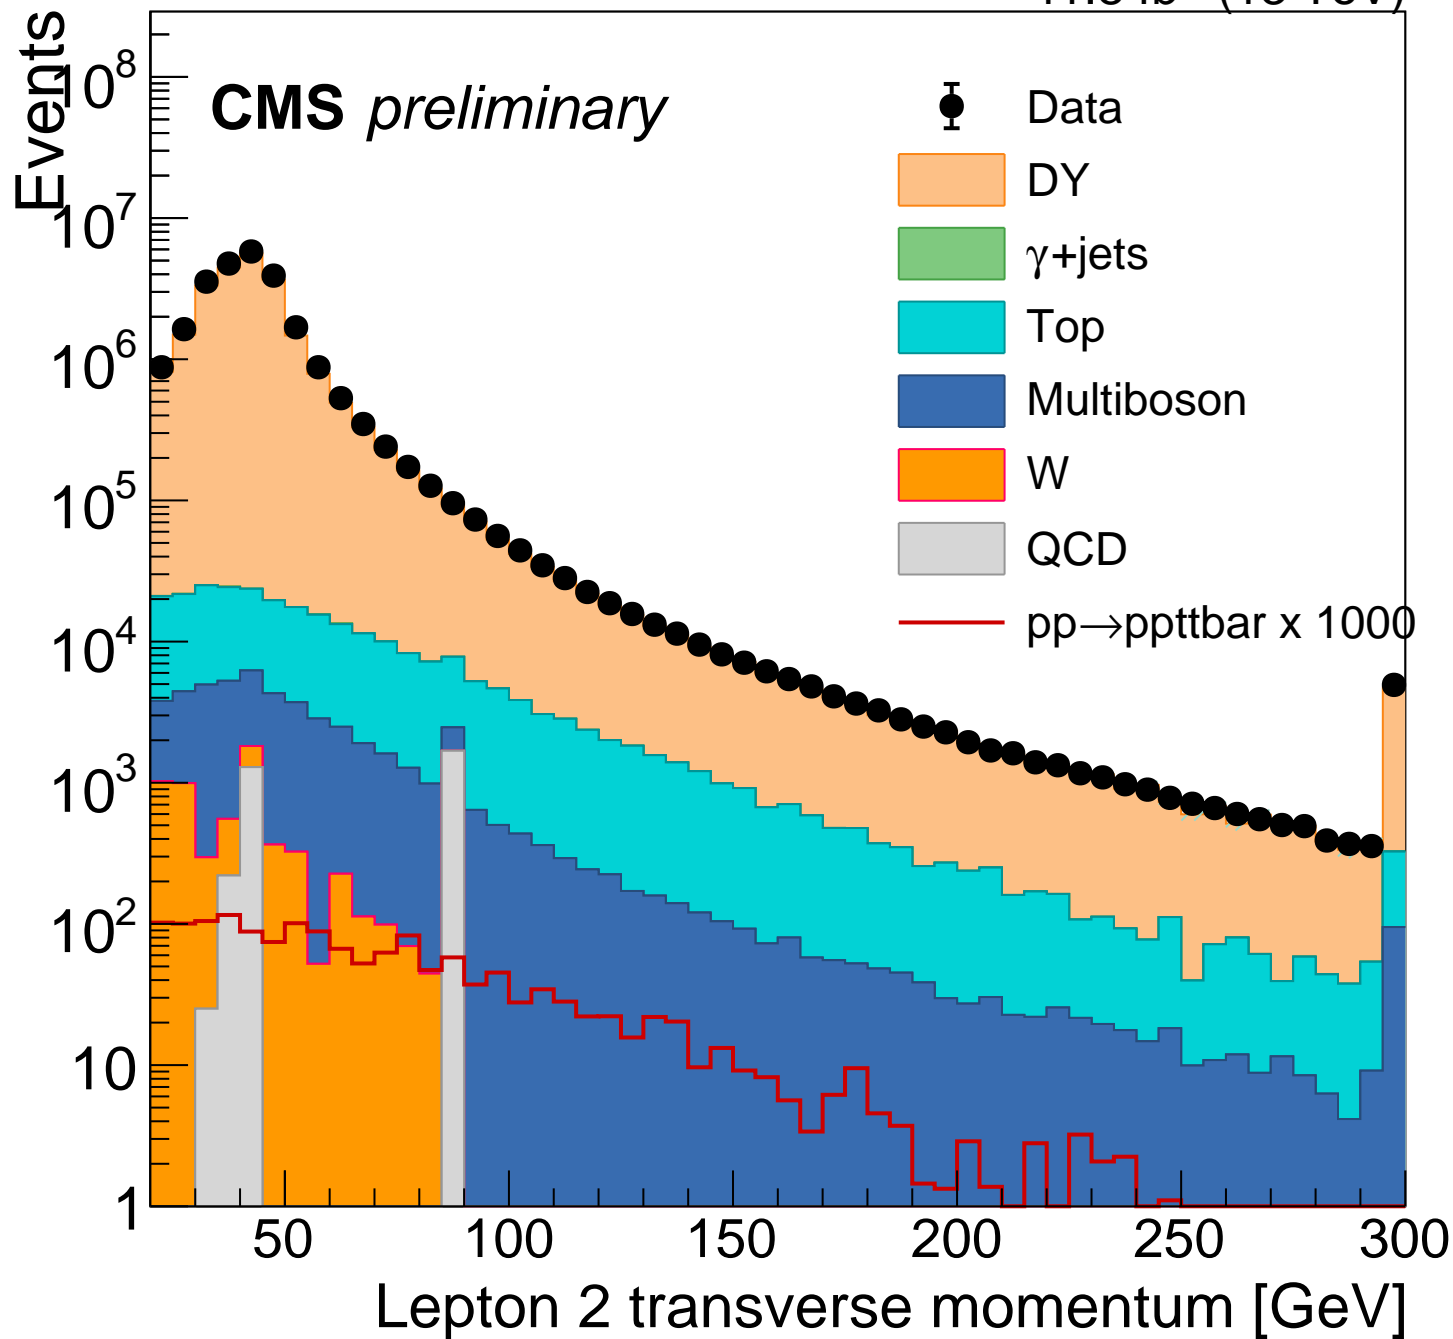 Events
CMS preliminary
Data
DY
γ+jets
Top
Multiboson
W
QCD
pp→ppttbar x 1000
10^8
10^7
10^6
10^5
10^4
10^3
10^2
10
1
50 100 150 200 250 300
Lepton 2 transverse momentum [GeV]